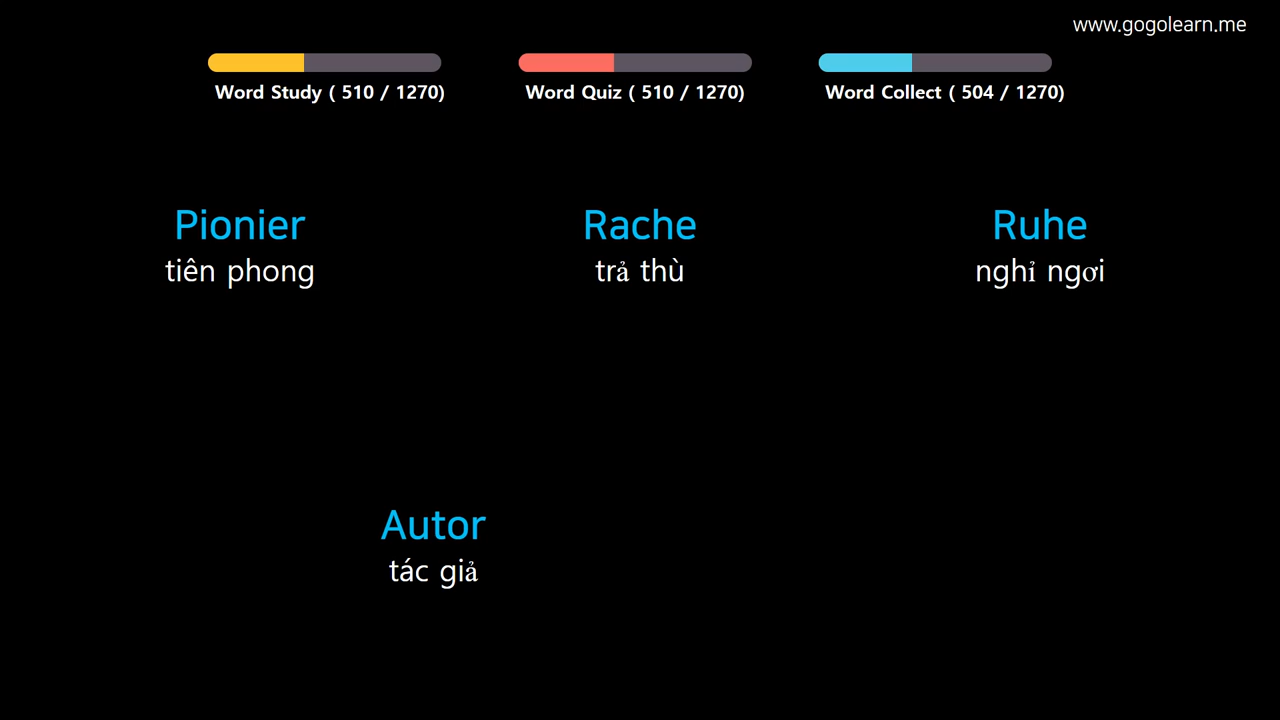 www.gogolearn.me
Word Study ( 510 / 1270)
Word Quiz ( 510 / 1270)
Word Collect ( 504 / 1270)
Pionier
tiên phong
Rache
trả thù
Ruhe
nghỉ ngơi
Autor
tác giả